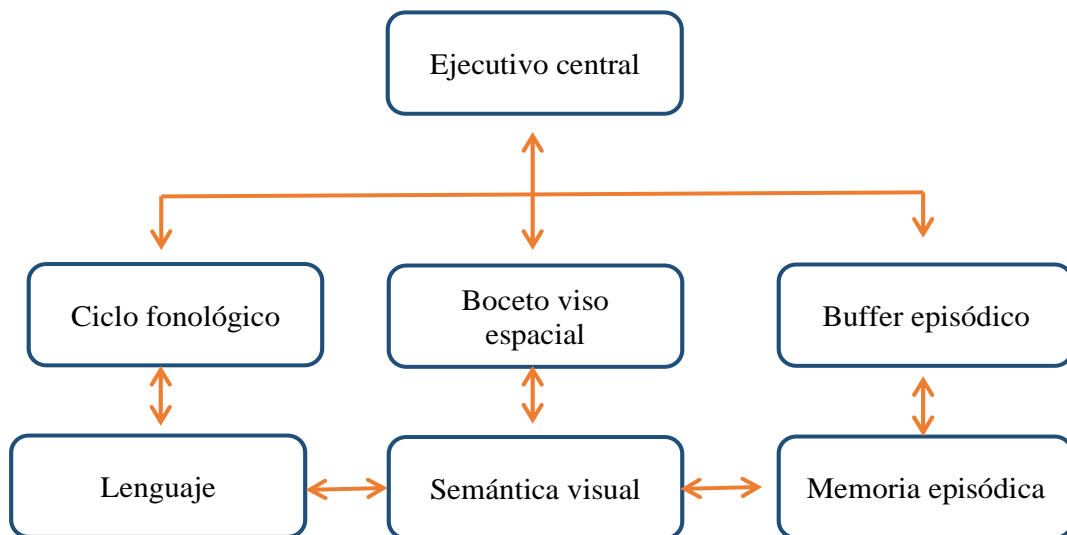 Ejecutivo central
Ciclo fonológico
Boceto viso
espacial
Buffer episódico
Lenguaje
Semántica visual
Memoria episódica